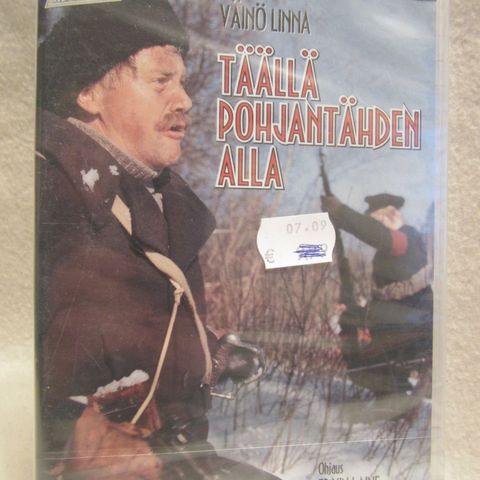 VÄINÖ LINNA
TÄÄLLÄ
POHJANTÄHDEN
ALLA
07.09
€
Ohjaus